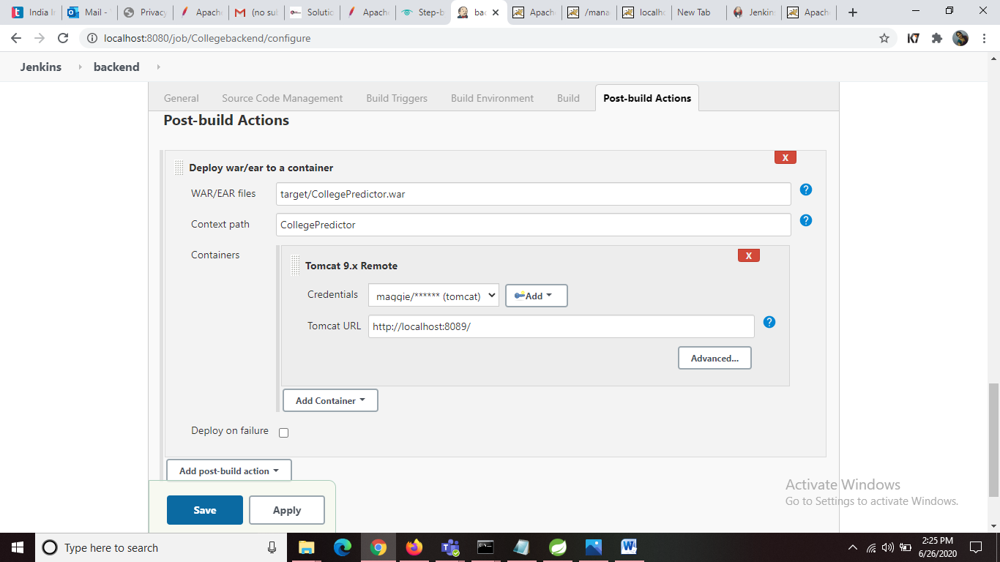 India I
Mail -
Privacy
Apach
(no su
Solutic
Apach
Step-b
bac
Apach
/mana
localho
New Tab
Jenkin
Apach
localhost:8080/job/Collegebackend/configure
Jenkins backend
General Source Code Management Build Triggers Build Environment Build Post-build Actions
Post-build Actions
X
Deploy war/ear to a container
WAR/EAR files target/CollegePredictor.war ?
Context path CollegePredictor ?
Containers
X
Tomcat 9.x Remote
Credentials maggie/****** (tomcat) Add
Tomcat URL http://localhost:8089/ ?
Advanced...
Add Container
Deploy on failure
Add post-build action
Save Apply
Activate Windows
Go to Settings to activate Windows.
Type here to search
2:25 PM
6/26/2020